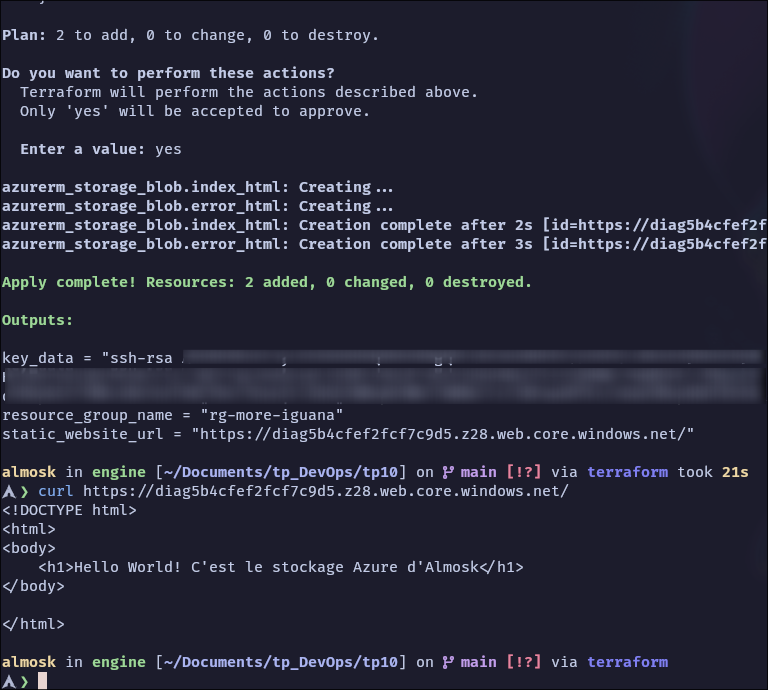 Plan: 2 to add, 0 to change, 0 to destroy.
Do you want to perform these actions?
Terraform will perform the actions described above.
Only 'yes' will be accepted to approve.
Enter a value: yes
azurerm_storage_blob.index_html: Creating...
azurerm_storage_blob.error_html: Creating...
azurerm_storage_blob.index_html: Creation complete after 2s [id=https://diag5b4cfef2f
azurerm_storage_blob.error_html: Creation complete after 3s [id=https://diag5b4cfef2f
Apply complete! Resources: 2 added, 0 changed, 0 destroyed.
Outputs:
key_data = "ssh-rsa
resource_group_name = "rg-more-iguana"
static_website_url = "https://diag5b4cfef2fcf7c9d5.z28.web.core.windows.net/"
almosk in engine [~/Documents/tp_DevOps/tp10] on main [!?] via terraform took 21s
❯ curl https://diag5b4cfef2fcf7c9d5.z28.web.core.windows.net/
<!DOCTYPE html>
<html>
<body>
<h1>Hello World! C'est le stockage Azure d'Almosk</h1>
</body>
</html>
almosk in engine [~/Documents/tp_DevOps/tp10] on main [!?] via terraform
❯